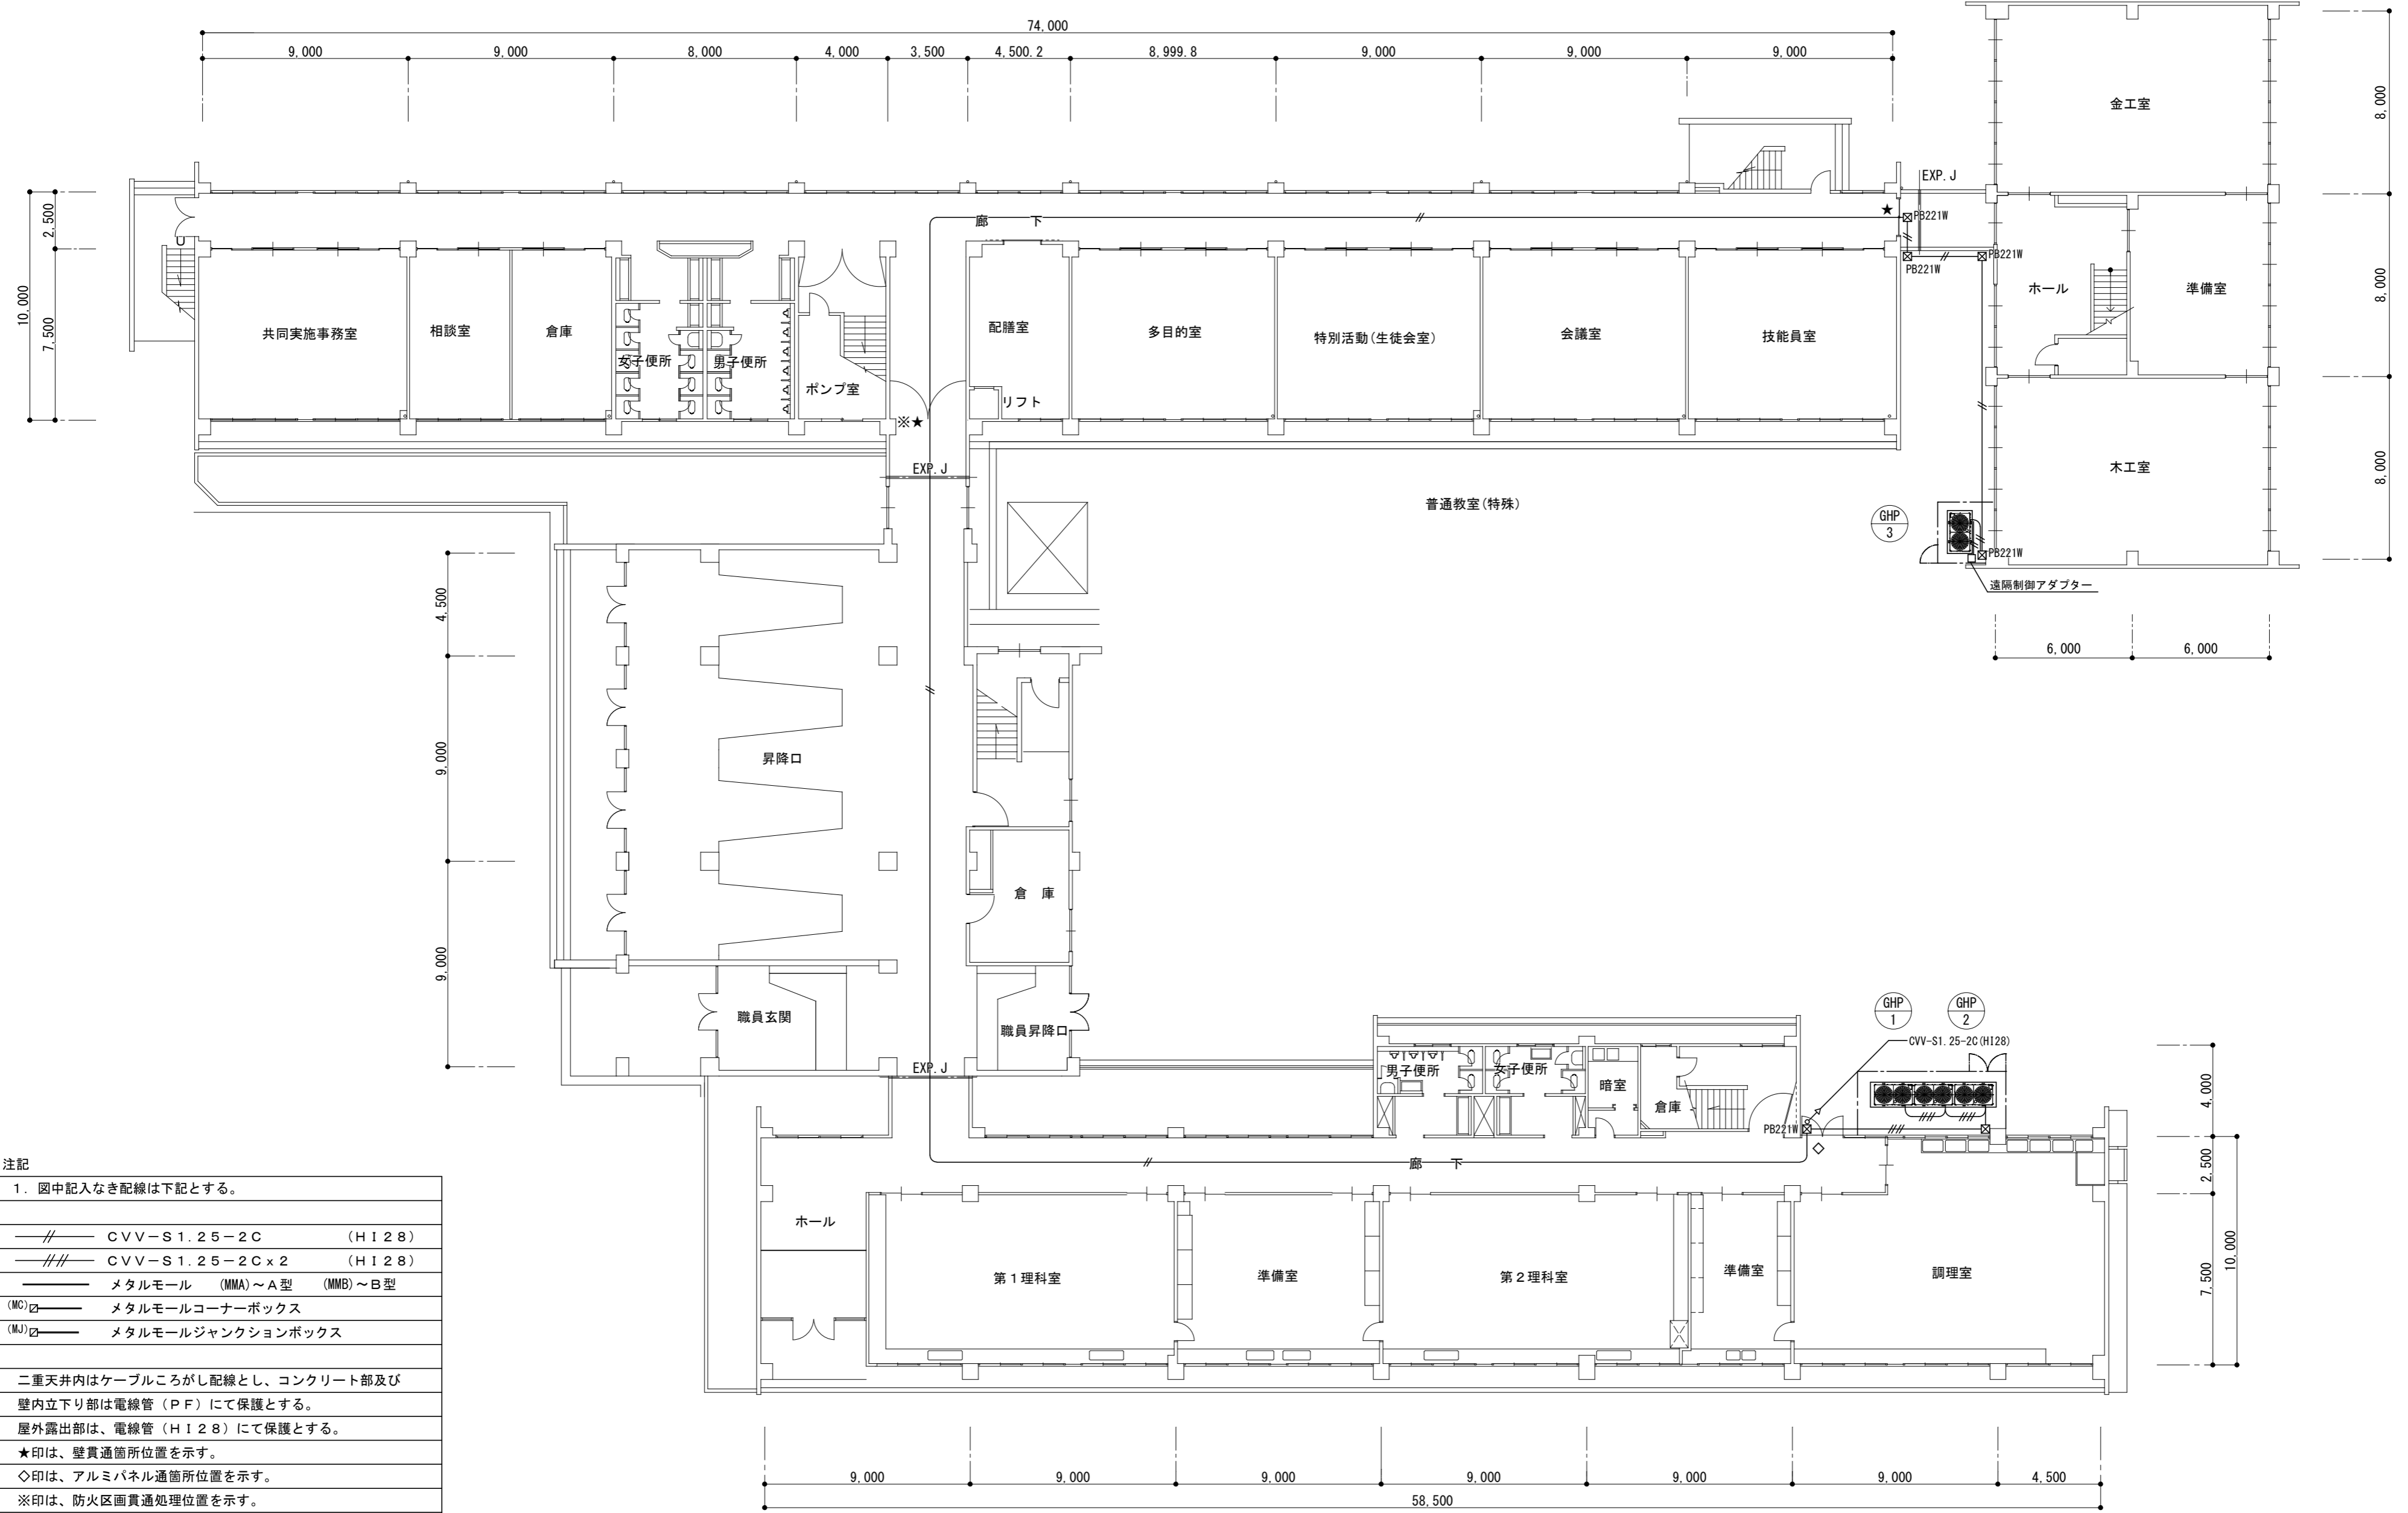 74,000
9,000 9,000 8,000 4,000 3,500 4,500.2 8,999.8 9,000 9,000 9,000
金工室
8,000
EXP.J
廊 下
★
PB221W
2,500
PB221W
PB221W
10,000
7,500
共同実施事務室
相談室
倉庫
女子便所
男子便所
ポンプ室
配膳室
リフト
多目的室
特別活動(生徒会室)
会議室
技能員室
ホール
準備室
8,000
※★
EXP.J
普通教室(特殊)
木工室
8,000
GHP
3
PB221W
遠隔制御アダプター
6,000 6,000
4,500
9,000
昇降口
9,000
倉 庫
職員玄関
職員昇降口
EXP.J
GHP
1
GHP
2
CVV-S1.25-2C(HI28)
男子便所
女子便所
暗室
倉庫
PB221W
◇
4,000
2,500
7,500
10,000
廊 下
ホール
第1理科室
準備室
第2理科室
準備室
調理室
9,000 9,000 9,000 9,000 9,000 9,000 4,500
58,500
注記
1. 図中記入なき配線は下記とする。
CVV-S1.25-2C (HI28)
CVV-S1.25-2Cx2 (HI28)
メタルモール (MMA)~A型 (MMB)~B型
(MC) メタルモールコーナーボックス
(MJ) メタルモールジャンクションボックス
二重天井内はケーブルころがし配線とし、コンクリート部及び
壁内立下り部は電線管(PF)にて保護とする。
屋外露出部は、電線管(HI28)にて保護とする。
★印は、壁貫通箇所位置を示す。
◇印は、アルミパネル通箇所位置を示す。
※印は、防火区画貫通処理位置を示す。